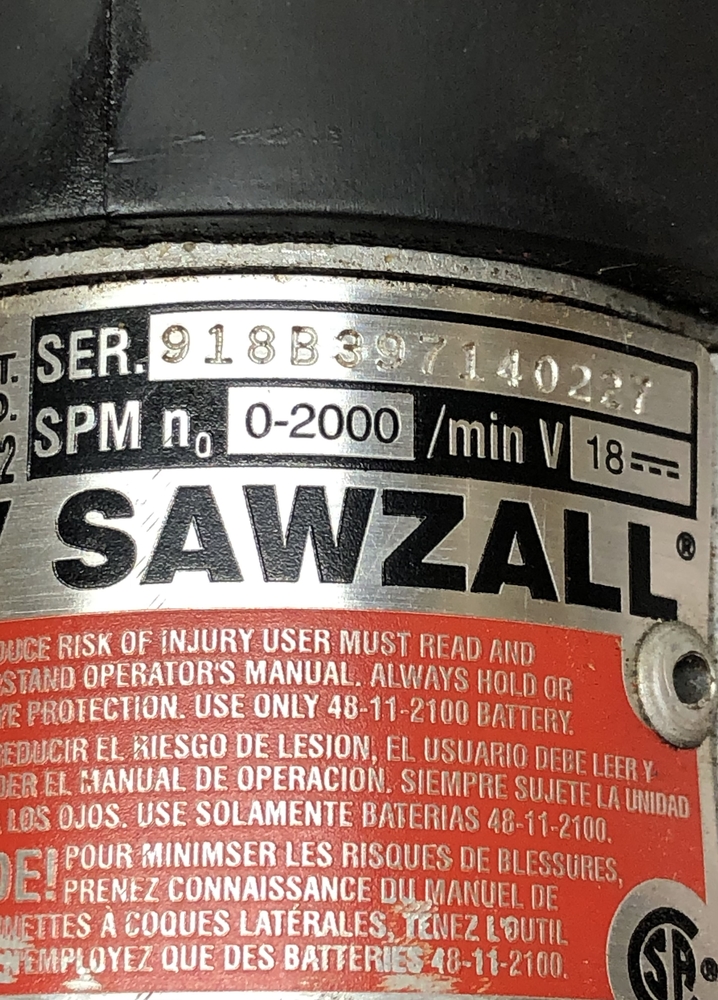 SER. 918B397140227
SPM n₀ 0-2000 /min V 18
SAWZALL®
RISK OF INJURY USER MUST READ AND
OPERATOR'S MANUAL. ALWAYS HOLD OR
PROTECTION. USE ONLY 48-11-2100 BATTERY.
EL RIESGO DE LESION, EL USUARIO DEBE LEER Y
EL MANUAL DE OPERACION. SIEMPRE SUJETE LA UNIDAD
LOS OJOS. USE SOLAMENTE BATERIAS 48-11-2100.
POUR MINIMSER LES RISQUES DE BLESSURES,
PRENEZ CONNAISSANCE DU MANUEL DE
À COQUES LATÉRALES. TENEZ L'OUTIL
EMPLOYEZ QUE DES BATTERIES 48-11-2100.